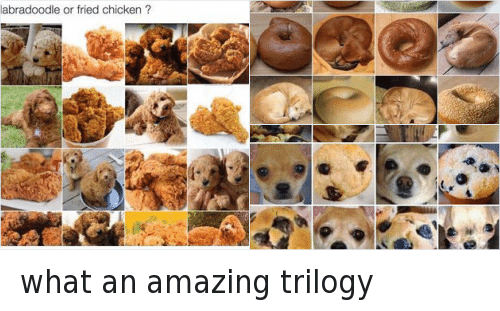 labradoodle or fried chicken ?
what an amazing trilogy